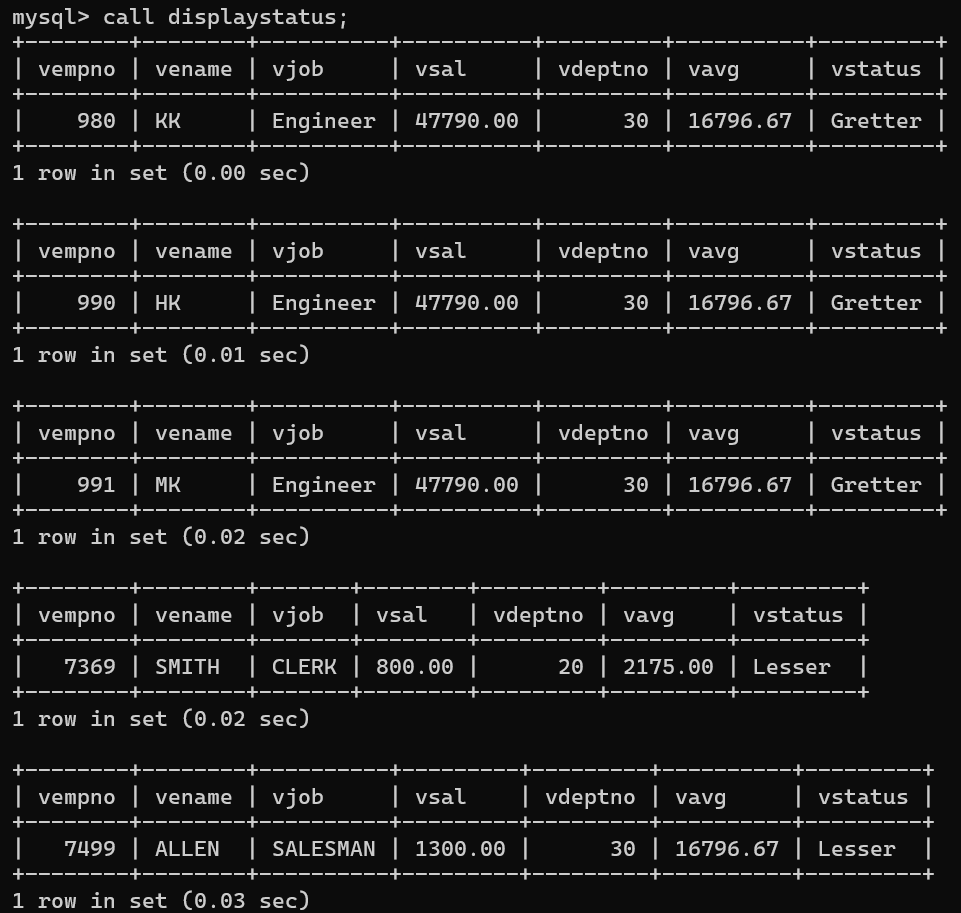 mysql> call displaystatus;
+--------+--------+----------+----------+---------+----------+---------+
| vempno | vename | vjob     | vsal     | vdeptno | vavg     | vstatus |
+--------+--------+----------+----------+---------+----------+---------+
|    980 | KK     | Engineer | 47790.00 |      30 | 16796.67 | Gretter |
+--------+--------+----------+----------+---------+----------+---------+
1 row in set (0.00 sec)

+--------+--------+----------+----------+---------+----------+---------+
| vempno | vename | vjob     | vsal     | vdeptno | vavg     | vstatus |
+--------+--------+----------+----------+---------+----------+---------+
|    990 | HK     | Engineer | 47790.00 |      30 | 16796.67 | Gretter |
+--------+--------+----------+----------+---------+----------+---------+
1 row in set (0.01 sec)

+--------+--------+----------+----------+---------+----------+---------+
| vempno | vename | vjob     | vsal     | vdeptno | vavg     | vstatus |
+--------+--------+----------+----------+---------+----------+---------+
|    991 | MK     | Engineer | 47790.00 |      30 | 16796.67 | Gretter |
+--------+--------+----------+----------+---------+----------+---------+
1 row in set (0.02 sec)

+--------+--------+-------+--------+---------+---------+---------+
| vempno | vename | vjob  | vsal   | vdeptno | vavg    | vstatus |
+--------+--------+-------+--------+---------+---------+---------+
|   7369 | SMITH  | CLERK | 800.00 |      20 | 2175.00 | Lesser  |
+--------+--------+-------+--------+---------+---------+---------+
1 row in set (0.02 sec)

+--------+--------+----------+---------+---------+----------+---------+
| vempno | vename | vjob     | vsal    | vdeptno | vavg     | vstatus |
+--------+--------+----------+---------+---------+----------+---------+
|   7499 | ALLEN  | SALESMAN | 1300.00 |      30 | 16796.67 | Lesser  |
+--------+--------+----------+---------+---------+----------+---------+
1 row in set (0.03 sec)